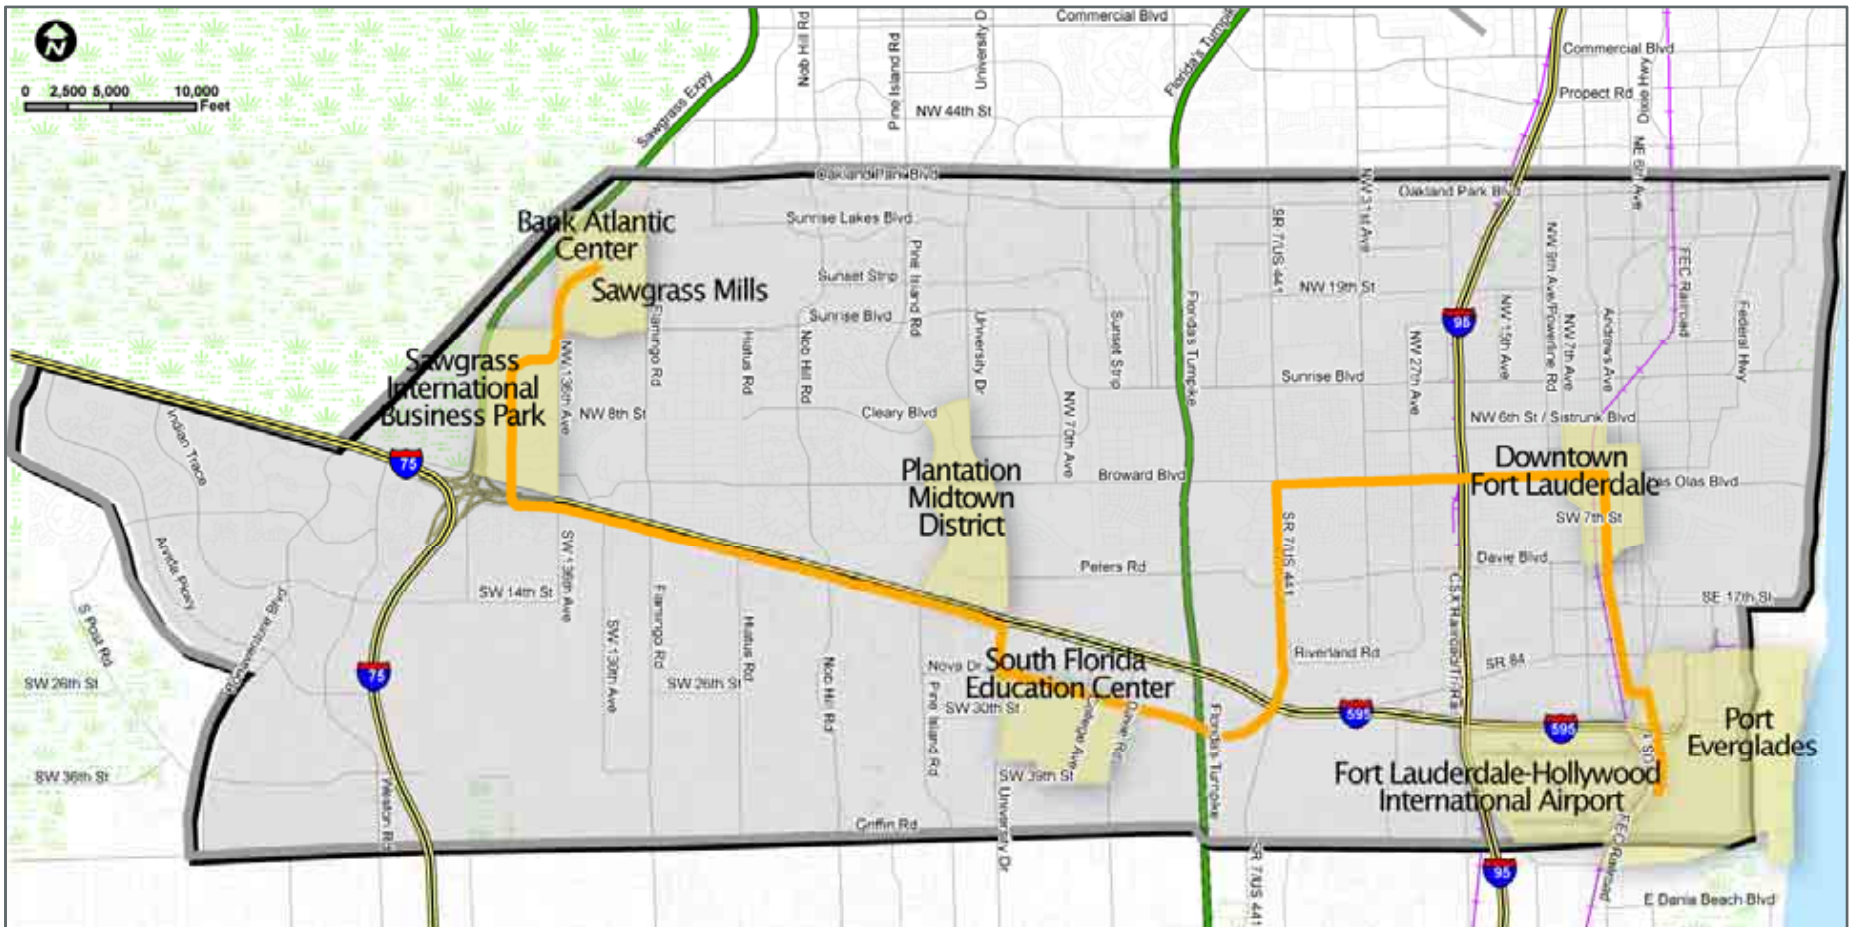 N
0 2,500 5,000 10,000
Feet
Sawgrass Expy
Nob Hill Rd
Pine Island Rd
University D
Commercial Blvd
Florida's Turnpik
NW 44th St
Commercial Blvd
Propect Rd
Dixie Hwy
NE 6th Ave
Oakland Park Blvd
Oakland Park Blvd
NW 31st Ave
Bank Atlantic
Center
Sawgrass Mills
Sunrise Lakes Blvd
Sunset Strip
Sunrise Blvd
Pine Island Rd
SR 7/US 441
NW 19th St
NW 9th Ave/Powerline Rd
FEC Railroad
95
NW 15th Ave
NW 7th Ave
Andrews Ave
Federal Hwy
Sawgrass
International
Business Park
NW 136th Ave
Flamingo Rd
Hiatus Rd
Nob Hill Rd
University Dr
Sunset Strip
Florida's Turnpike
Sunrise Blvd
NW 27th Ave
NW 8th St
Cleary Blvd
NW 70th Ave
NW 6th St / Sistrunk Blvd
Indian Trace
75
Plantation
Midtown
District
Broward Blvd
Downtown
Fort Lauderdale
Las Olas Blvd
SW 7th St
Davie Blvd
SR 7/US 441
Peters Rd
Arvida Pkwy
SW 136th Ave
SW 14th St
Bonaventure Blvd
S Post Rd
SW 130th Ave
Flamingo Rd
Hiatus Rd
Nob Hill Rd
CSX Railroad/Tri-Rail
SE 17th St
SW 26th St
75
SW 26th St
Nova Dr
South Florida
Education Center
SW 30th St
Pine Island Rd
College Ave
Davie Rd
Riverland Rd
SR 84
595
595
Port
Everglades
Florida's Turnpike
SW 36th St
Weston Rd
SW 39th St
University Dr
Fort Lauderdale-Hollywood
International Airport
Griffin Rd
SR 7/US 441
95
FEC Railroad
E Dania Beach Blvd